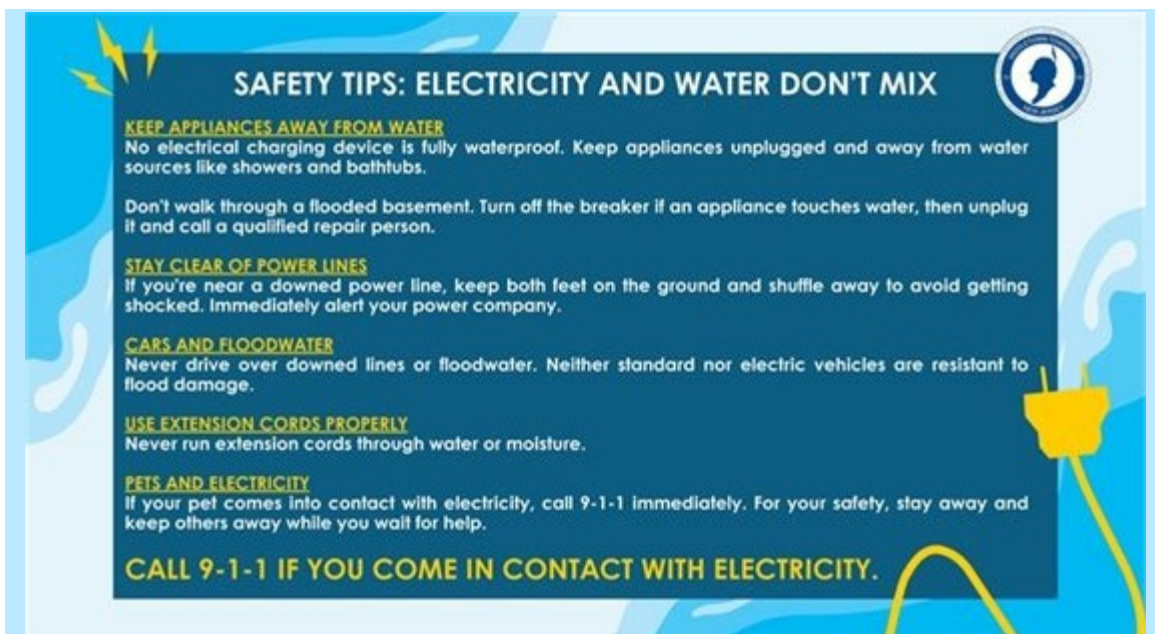 SAFETY TIPS: ELECTRICITY AND WATER DON'T MIX
KEEP APPLIANCES AWAY FROM WATER
No electrical charging device is fully waterproof. Keep appliances unplugged and away from water
sources like showers and bathtubs.
Don't walk through a flooded basement. Turn off the breaker if an appliance touches water, then unplug
it and call a qualified repair person.
STAY CLEAR OF POWER LINES
If you're near a downed power line, keep both feet on the ground and shuffle away to avoid getting
shocked. Immediately alert your power company.
CARS AND FLOODWATER
Never drive over downed lines or floodwater. Neither standard nor electric vehicles are resistant to
flood damage.
USE EXTENSION CORDS PROPERLY
Never run extension cords through water or moisture.
PETS AND ELECTRICITY
If your pet comes into contact with electricity, call 9-1-1 immediately. For your safety, stay away and
keep others away while you wait for help.
CALL 9-1-1 IF YOU COME IN CONTACT WITH ELECTRICITY.
NEW JERSEY